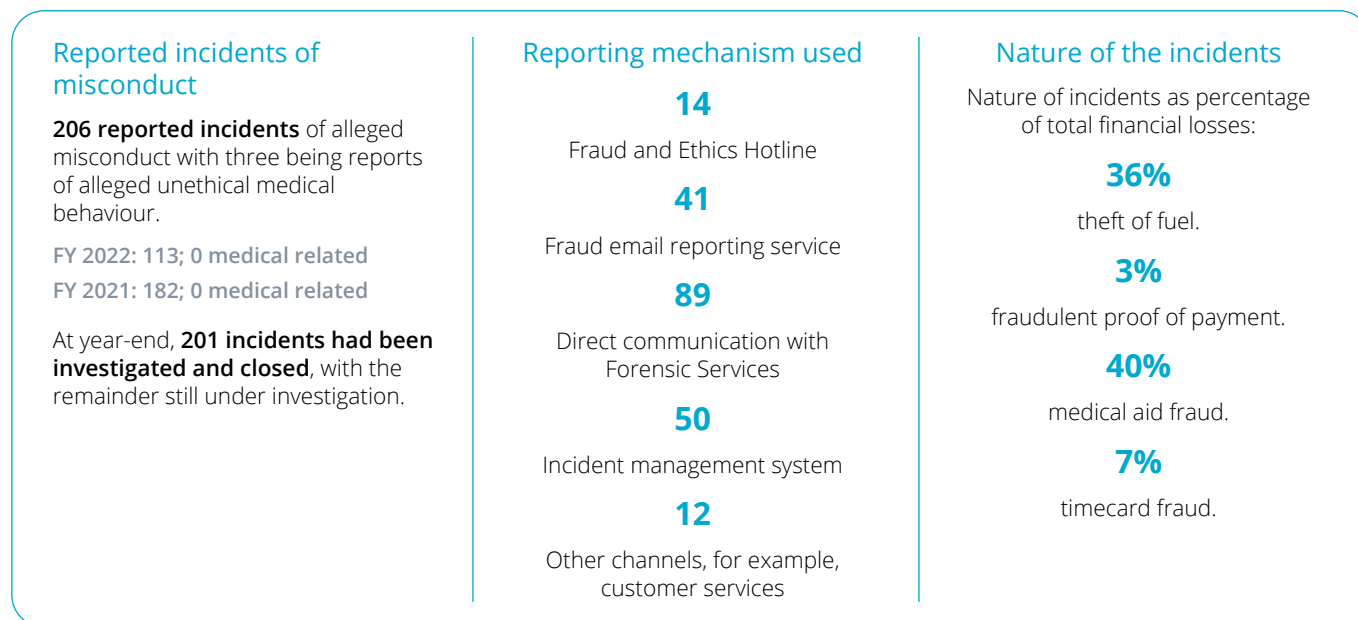 Reported incidents of
misconduct
206 reported incidents of alleged
misconduct with three being reports
of alleged unethical medical
behaviour.
FY 2022: 113; 0 medical related
FY 2021: 182; 0 medical related
At year-end, 201 incidents had been
investigated and closed, with the
remainder still under investigation.
Reporting mechanism used
14
Fraud and Ethics Hotline
41
Fraud email reporting service
89
Direct communication with
Forensic Services
50
Incident management system
12
Other channels, for example,
customer services
Nature of the incidents
Nature of incidents as percentage
of total financial losses:
36%
theft of fuel.
3%
fraudulent proof of payment.
40%
medical aid fraud.
7%
timecard fraud.